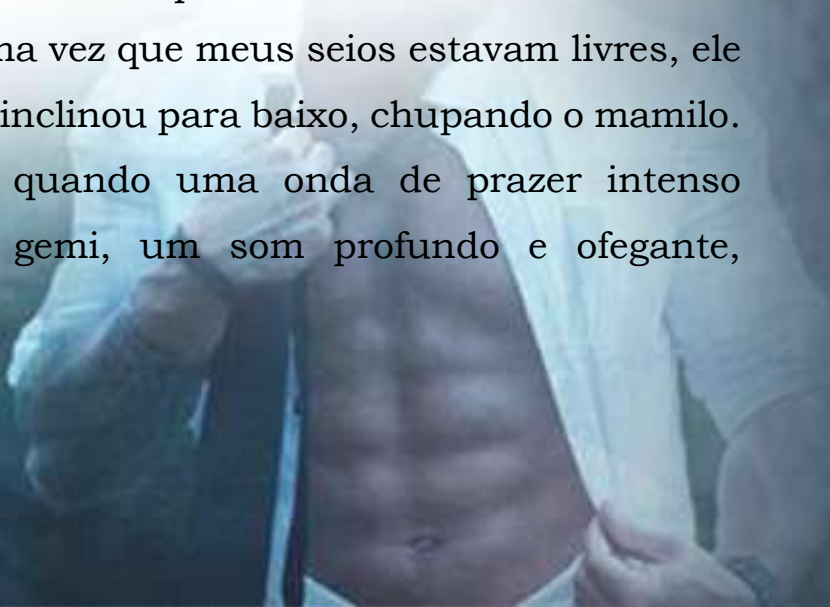 vez que meus seios estavam livres, ele
inclinou para baixo, chupando o mamilo.
quando uma onda de prazer intenso
gemi, um som profundo e ofegante,